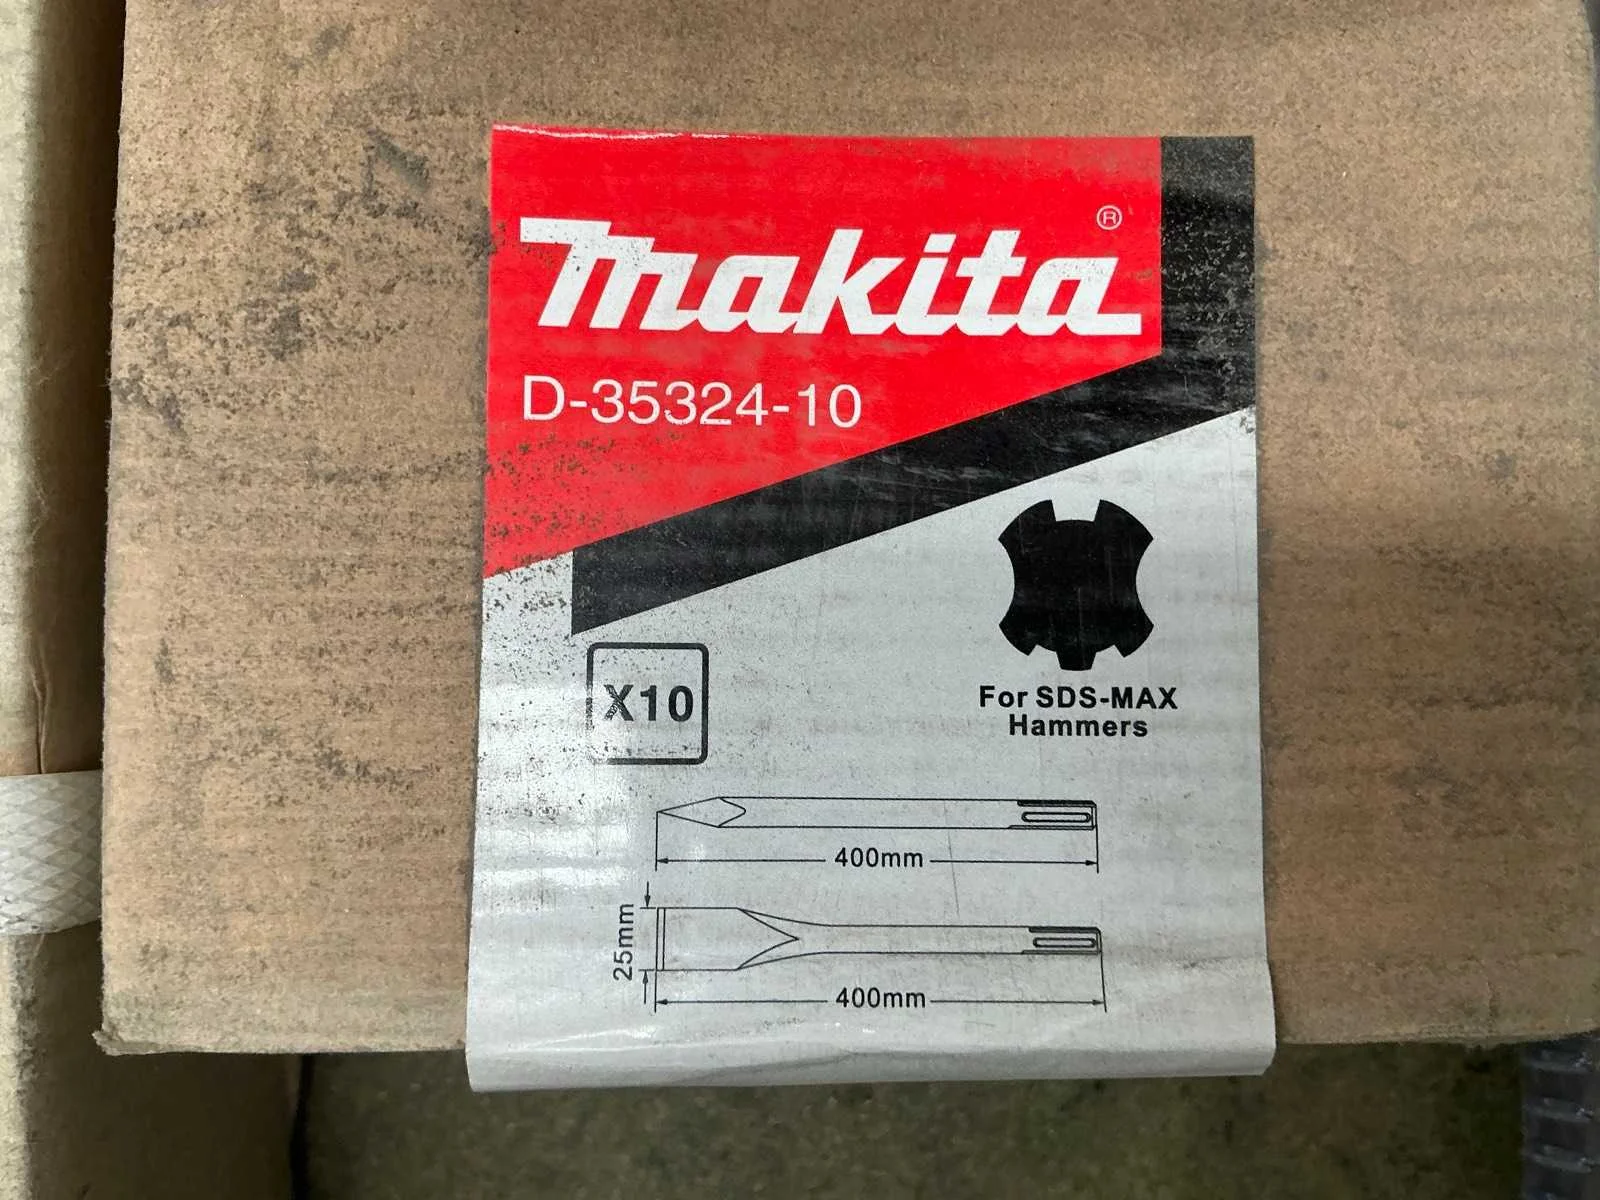 makita®
D-35324-10
X10
For SDS-MAX
Hammers
400mm
25mm
400mm